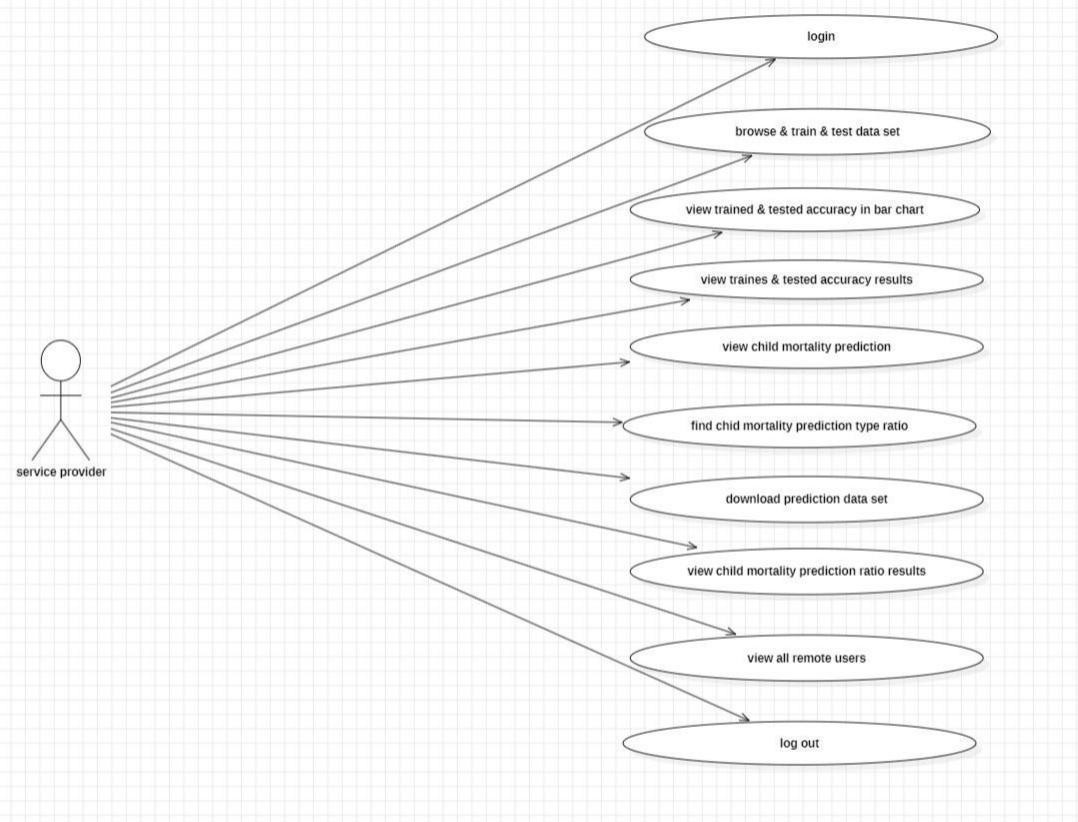 login
browse & train & test data set
view trained & tested accuracy in bar chart
view traines & tested accuracy results
view child mortality prediction
find chid mortality prediction type ratio
service provider
download prediction data set
view child mortality prediction ratio results
view all remote users
log out